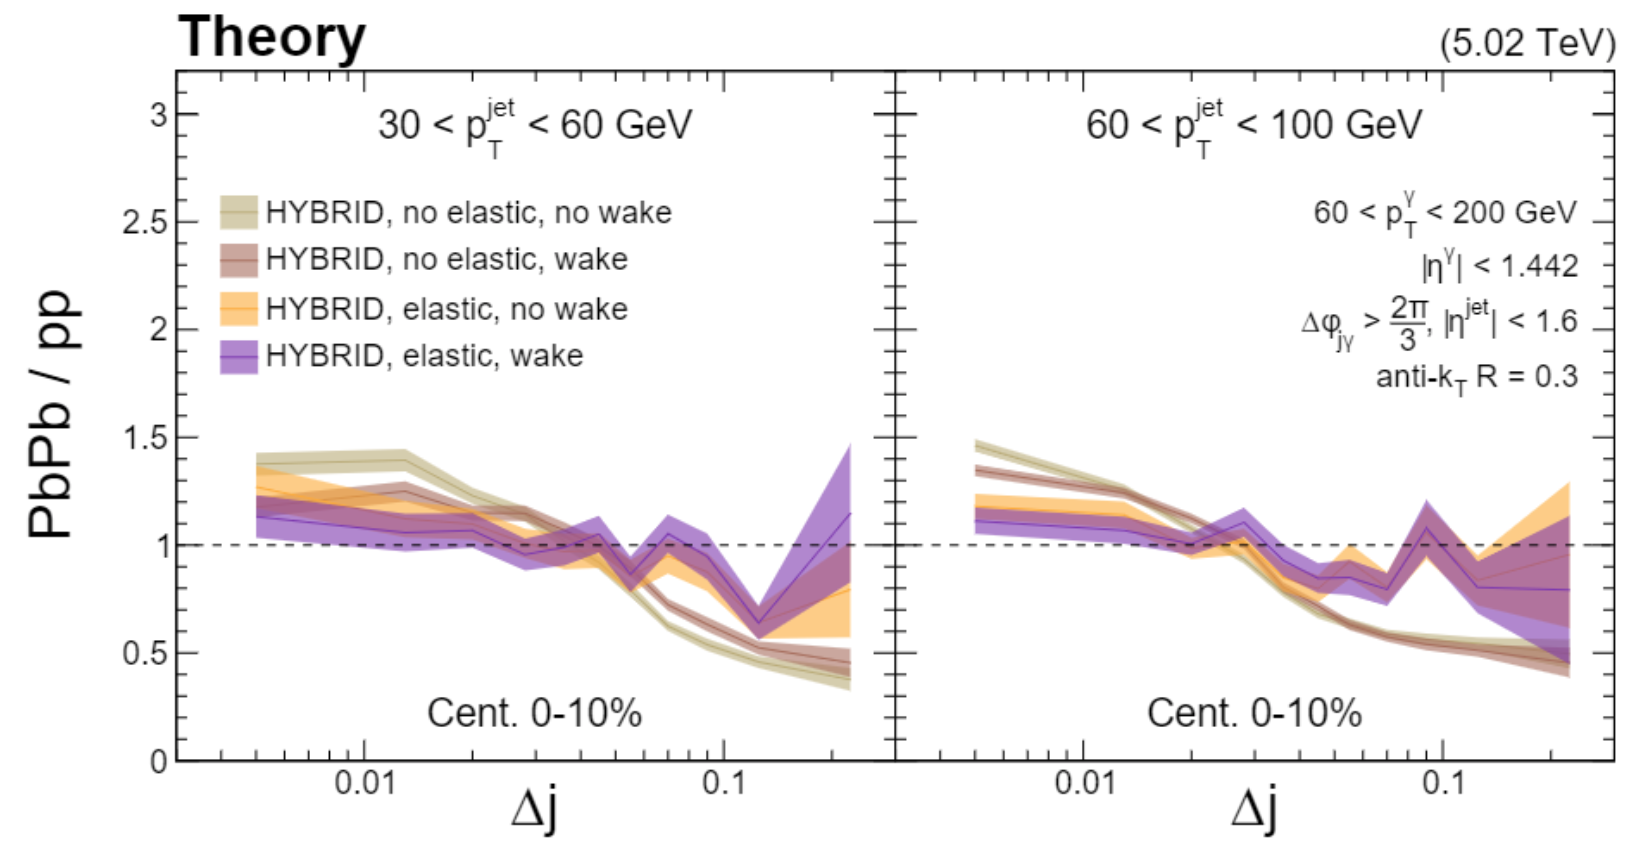 Theory
(5.02 TeV)
PbPb / pp
3
2.5
2
1.5
1
0.5
0
30 < p_T^jet < 60 GeV
HYBRID, no elastic, no wake
HYBRID, no elastic, wake
HYBRID, elastic, no wake
HYBRID, elastic, wake
Cent. 0-10%
0.01 0.1
Δj
60 < p_T^jet < 100 GeV
60 < p_T^γ < 200 GeV
|η^γ| < 1.442
Δφ_jγ > 2π/3, |η^jet| < 1.6
anti-k_T R = 0.3
Cent. 0-10%
0.01 0.1
Δj